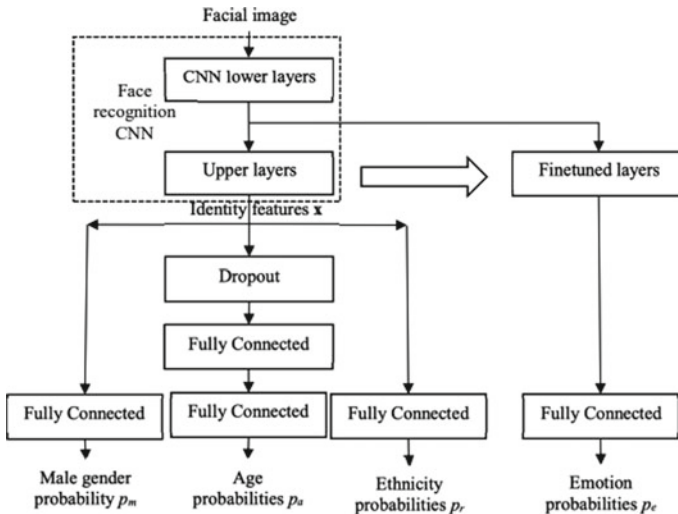 Facial image
CNN lower layers
Face
recognition
CNN
Upper layers
Finetuned layers
Identity features x
Dropout
Fully Connected
Fully Connected
Fully Connected
Fully Connected
Fully Connected
Male gender
probability pm
Age
probabilities pa
Ethnicity
probabilities pr
Emotion
probabilities pe